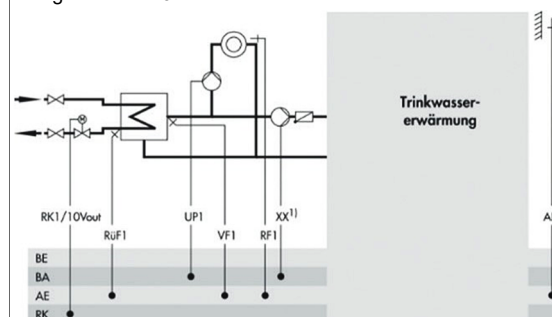 Trinkwasser-
erwärmung
M
RK1/10Vout UP1 XX1)
RüF1 VF1 RF1
BE
BA
AE
RK